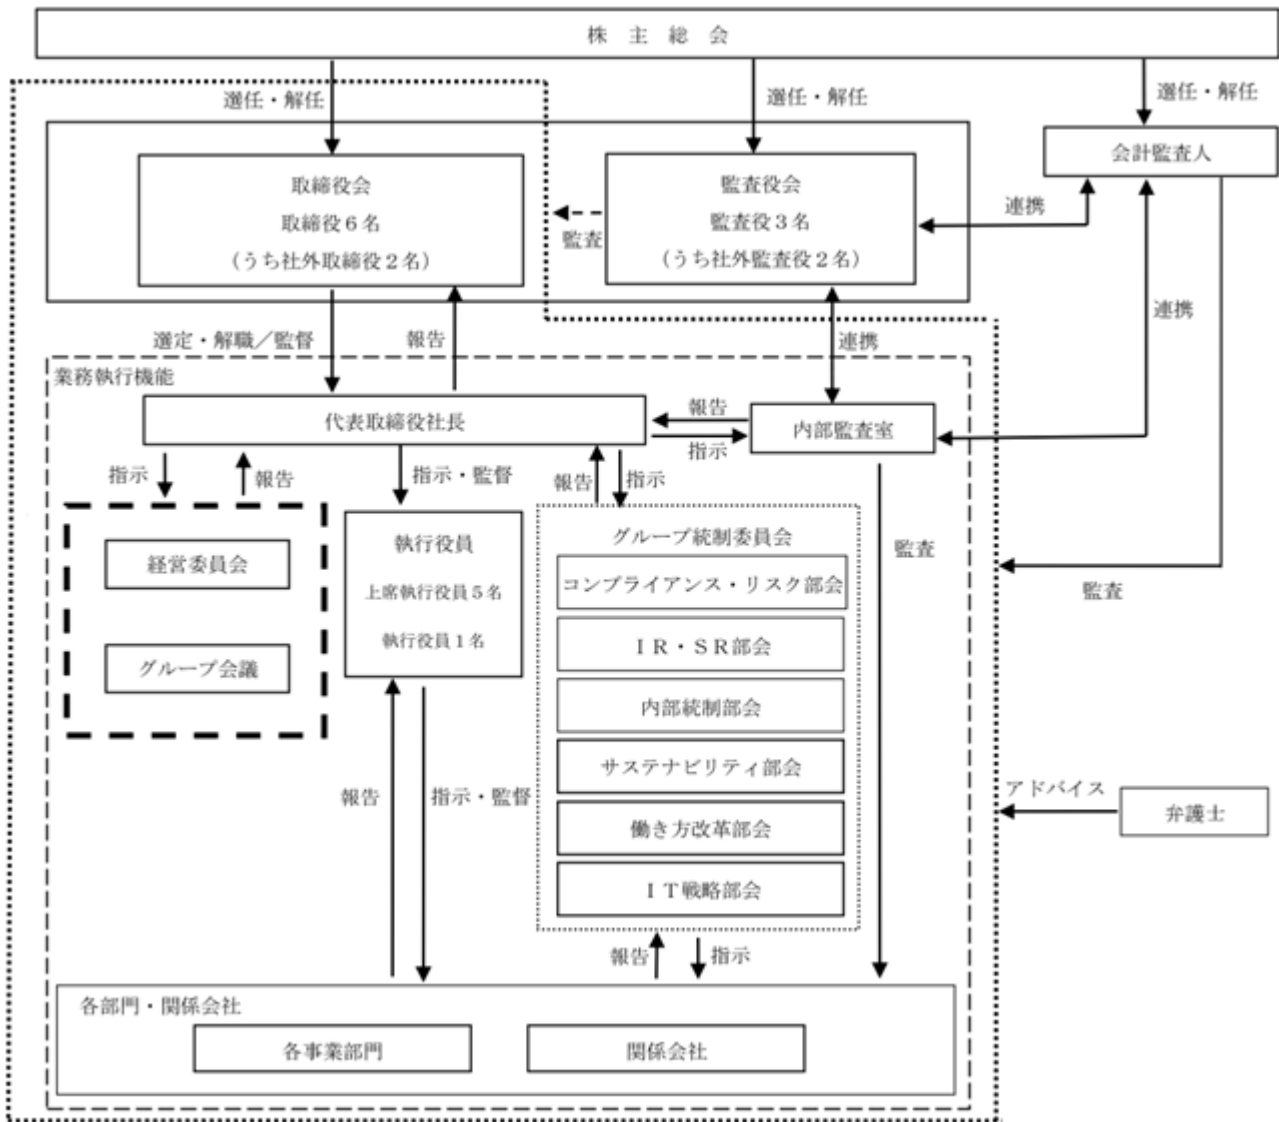 株主総会
選任・解任
選任・解任
選任・解任
会計監査人
取締役会
取締役６名
（うち社外取締役２名）
監査
監査役会
監査役３名
（うち社外監査役２名）
連携
連携
選定・解職／監督
報告
連携
業務執行機能
代表取締役社長
報告
指示
内部監査室
指示
報告
指示・監督
報告
指示
経営委員会
グループ会議
執行役員
上席執行役員５名
執行役員１名
グループ統制委員会
コンプライアンス・リスク部会
ＩＲ・ＳＲ部会
内部統制部会
サステナビリティ部会
働き方改革部会
ＩＴ戦略部会
監査
監査
アドバイス
弁護士
報告
指示・監督
報告
指示
各部門・関係会社
各事業部門
関係会社